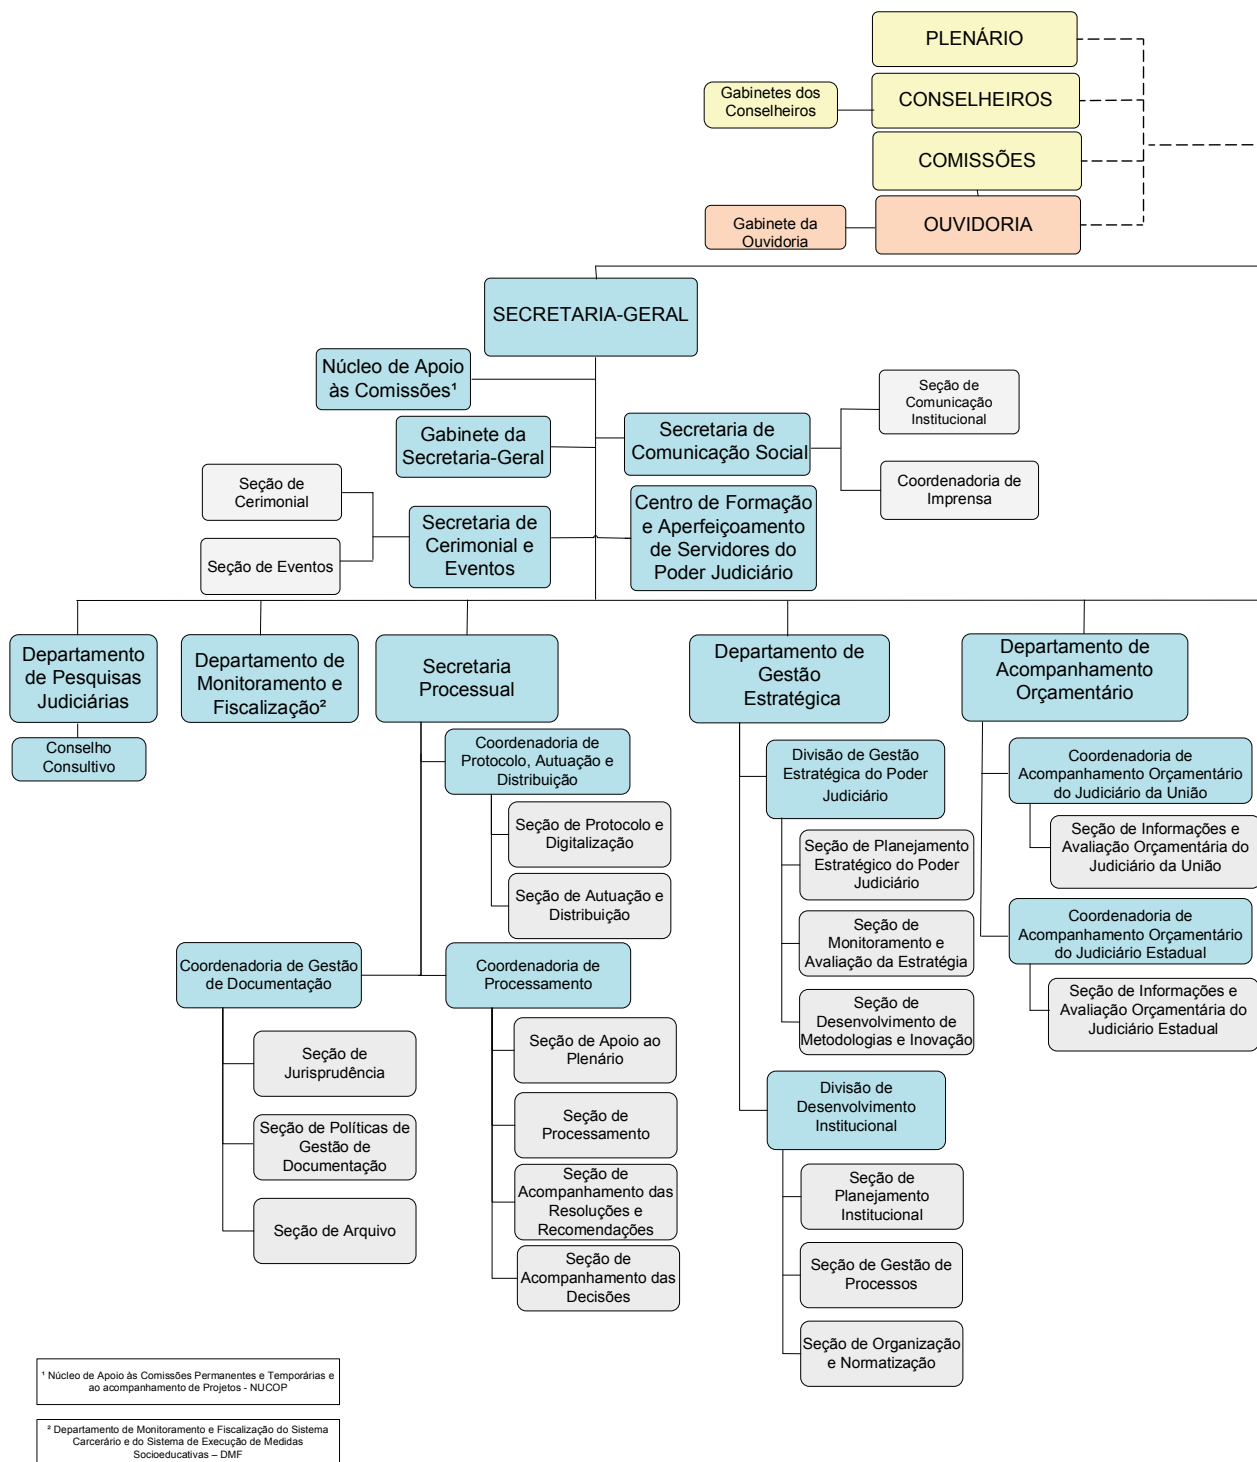 PLENÁRIO
Gabinetes dos
Conselheiros
CONSELHEIROS
COMISSÕES
Gabinete da
Ouvidoria
OUVIDORIA
SECRETARIA-GERAL
Núcleo de Apoio
às Comissões¹
Gabinete da
Secretaria-Geral
Secretaria de
Comunicação Social
Seção de
Comunicação
Institucional
Coordenadoria de
Imprensa
Seção de
Cerimonial
Seção de Eventos
Secretaria de
Cerimonial e
Eventos
Centro de Formação
e Aperfeiçoamento
de Servidores do
Poder Judiciário
Departamento
de Pesquisas
Judiciárias
Conselho
Consultivo
Departamento de
Monitoramento e
Fiscalização²
Secretaria
Processual
Coordenadoria de
Protocolo, Autuação e
Distribuição
Seção de Protocolo e
Digitalização
Seção de Autuação e
Distribuição
Coordenadoria de Gestão
de Documentação
Seção de
Jurisprudência
Seção de Políticas de
Gestão de
Documentação
Seção de Arquivo
Coordenadoria de
Processamento
Seção de Apoio ao
Plenário
Seção de
Processamento
Seção de
Acompanhamento das
Resoluções e
Recomendações
Seção de
Acompanhamento das
Decisões
Departamento de
Gestão
Estratégica
Divisão de Gestão
Estratégica do Poder
Judiciário
Seção de Planejamento
Estratégico do Poder
Judiciário
Seção de
Monitoramento e
Avaliação da Estratégia
Seção de
Desenvolvimento de
Metodologias e Inovação
Divisão de
Desenvolvimento
Institucional
Seção de
Planejamento
Institucional
Seção de Gestão de
Processos
Seção de Organização
e Normatização
Departamento de
Acompanhamento
Orçamentário
Coordenadoria de
Acompanhamento Orçamentário
do Judiciário da União
Seção de Informações e
Avaliação Orçamentária do
Judiciário da União
Coordenadoria de
Acompanhamento Orçamentário
do Judiciário Estadual
Seção de Informações e
Avaliação Orçamentária do
Judiciário Estadual
¹ Núcleo de Apoio às Comissões Permanentes e Temporárias e
ao acompanhamento de Projetos - NUCOP
² Departamento de Monitoramento e Fiscalização do Sistema
Carcerário e do Sistema de Execução de Medidas
Socioeducativas – DMF